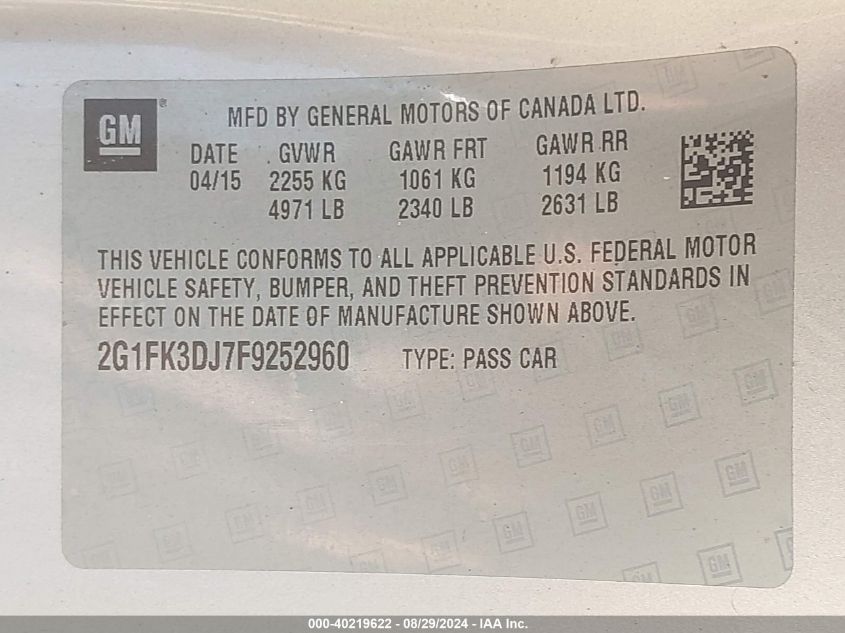 GM ®
MFD BY GENERAL MOTORS OF CANADA LTD.
DATE GVWR GAWR FRT GAWR RR
04/15 2255 KG 1061 KG 1194 KG
4971 LB 2340 LB 2631 LB
THIS VEHICLE CONFORMS TO ALL APPLICABLE U.S. FEDERAL MOTOR
VEHICLE SAFETY, BUMPER, AND THEFT PREVENTION STANDARDS IN
EFFECT ON THE DATE OF MANUFACTURE SHOWN ABOVE.
2G1FK3DJ7F9252960 TYPE: PASS CAR
000-40219622 - 08/29/2024 - IAA Inc.